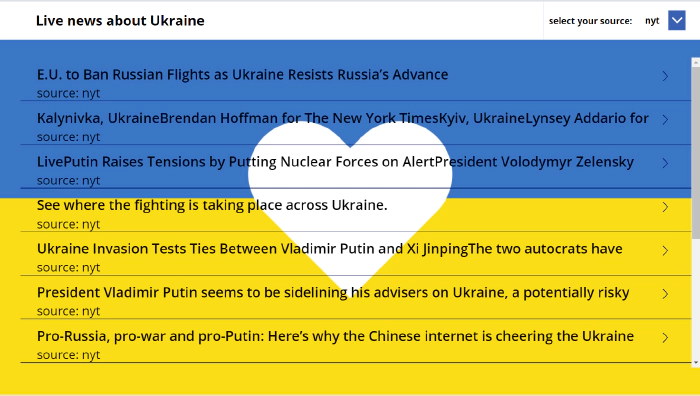 Live news about Ukraine
select your source: nyt
E.U. to Ban Russian Flights as Ukraine Resists Russia’s Advance
source: nyt
Kalynivka, UkraineBrendan Hoffman for The New York TimesKyiv, UkraineLynsey Addario for
source: nyt
LivePutin Raises Tensions by Putting Nuclear Forces on AlertPresident Volodymyr Zelensky
source: nyt
See where the fighting is taking place across Ukraine.
source: nyt
Ukraine Invasion Tests Ties Between Vladimir Putin and Xi JinpingThe two autocrats have
source: nyt
President Vladimir Putin seems to be sidelining his advisers on Ukraine, a potentially risky
source: nyt
Pro-Russia, pro-war and pro-Putin: Here’s why the Chinese internet is cheering the Ukraine
source: nyt